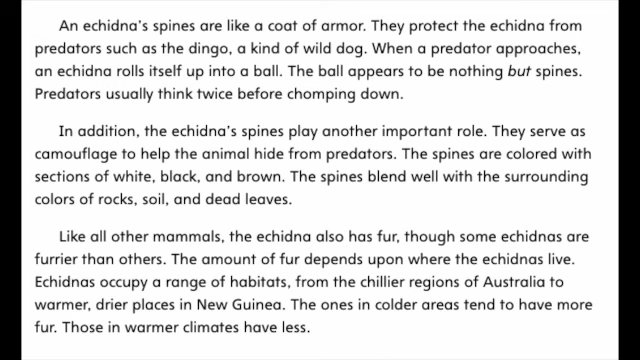 An echidna’s spines are like a coat of armor. They protect the echidna from
predators such as the dingo, a kind of wild dog. When a predator approaches,
an echidna rolls itself up into a ball. The ball appears to be nothing but spines.
Predators usually think twice before chomping down.
In addition, the echidna’s spines play another important role. They serve as
camouflage to help the animal hide from predators. The spines are colored with
sections of white, black, and brown. The spines blend well with the surrounding
colors of rocks, soil, and dead leaves.
Like all other mammals, the echidna also has fur, though some echidnas are
furrier than others. The amount of fur depends upon where the echidnas live.
Echidnas occupy a range of habitats, from the chillier regions of Australia to
warmer, drier places in New Guinea. The ones in colder areas tend to have more
fur. Those in warmer climates have less.